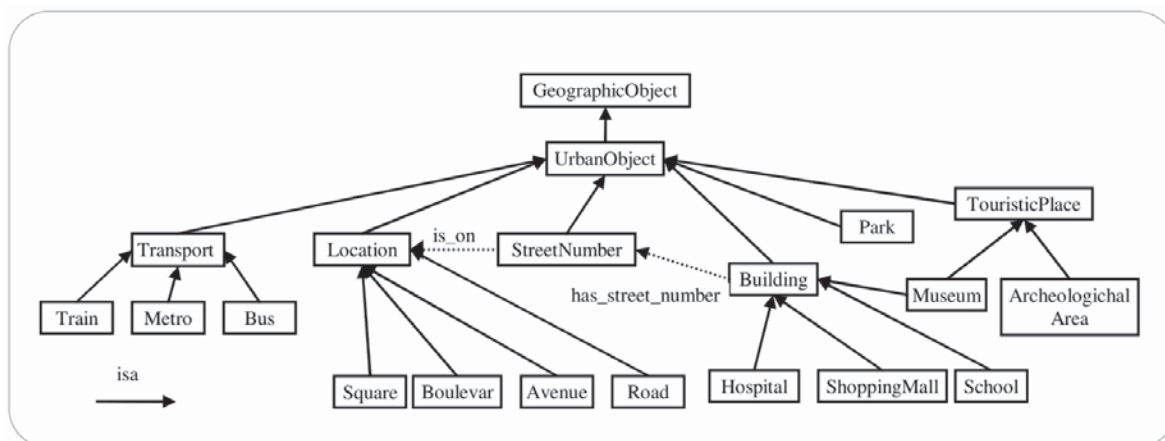 GeographicObject
UrbanObject
TouristicPlace
Park
is_on
Transport
Location
StreetNumber
Building
has_street_number
Museum
Archeologichal
Area
Train
Metro
Bus
isa
Square
Boulevar
Avenue
Road
Hospital
ShoppingMall
School